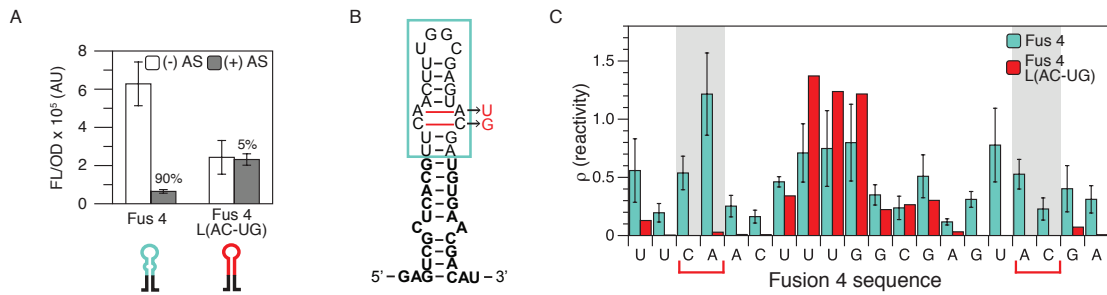 A
8
6
4
2
0
FL/OD x 10⁵ (AU)
(-) AS (+) AS
90%
5%
Fus 4
Fus 4
L(AC-UG)
B
G G
U C
U G
U A
C G
A U
A A → U
C C → G
U G
U A
G U
C G
A U
C G
U A
C A
G C
C G
U A
5'-GAG-CAU-3'
C
Fus 4
Fus 4
L(AC-UG)
1.5
1
0.5
0
ρ (reactivity)
U U C A A C U U U G G C G A G U A C G A
Fusion 4 sequence